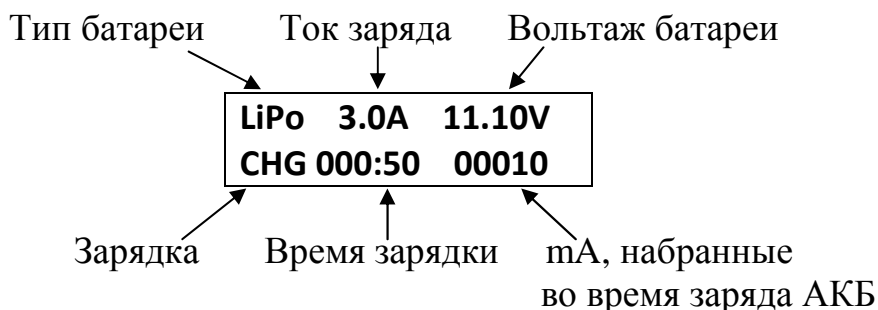 Тип батареи Ток заряда Вольтаж батареи
LiPo 3.0A 11.10V
CHG 000:50 00010
Зарядка Время зарядки mA, набранные
во время заряда АКБ